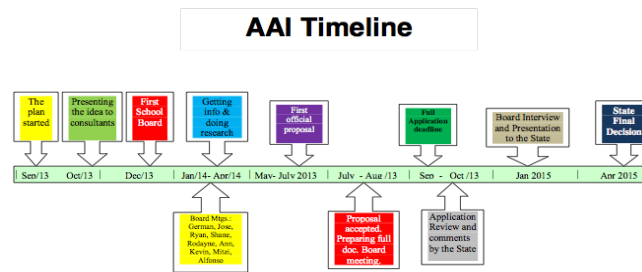 AAI Timeline
The
plan
started
Presenting
the idea to
consultants
First
School
Board
Getting
info &
doing
research
First
official
proposal
Full
Application
deadline
Board Interview
and Presentation
to the State
State
Final
Decision
Sep/13
Oct/13
Dec/13
Jan/14- Apr/14
May- July 2013
July - Aug /13
Sep - Oct /13
Jan 2015
Apr 2015
Board Mtgs.:
German, Jose,
Ryan, Shane,
Rodayne, Ann,
Kevin, Mitzi,
Alfonso
Proposal
accepted.
Preparing full
doc. Board
meeting.
Application
Review and
comments
by the State